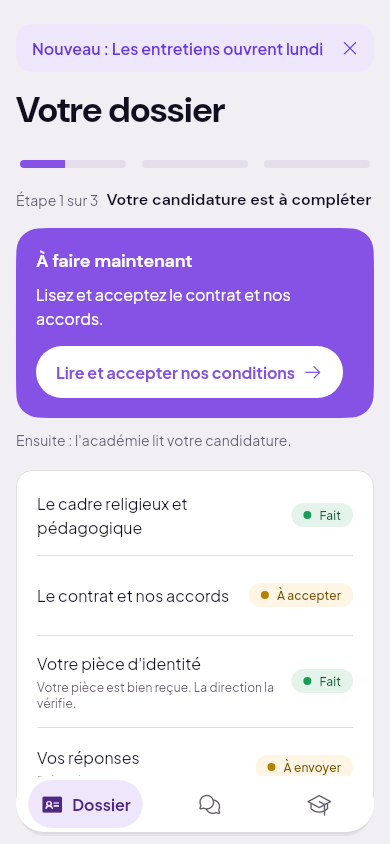 Nouveau : Les entretiens ouvrent lundi
Votre dossier
Étape 1 sur 3 Votre candidature est à compléter
À faire maintenant
Lisez et acceptez le contrat et nos
accords.
Lire et accepter nos conditions
Ensuite : l'académie lit votre candidature.
Le cadre religieux et
pédagogique
Fait
Le contrat et nos accords
À accepter
Votre pièce d'identité
Votre pièce est bien reçue. La direction la
vérifie.
Fait
Vos réponses
À envoyer
Dossier